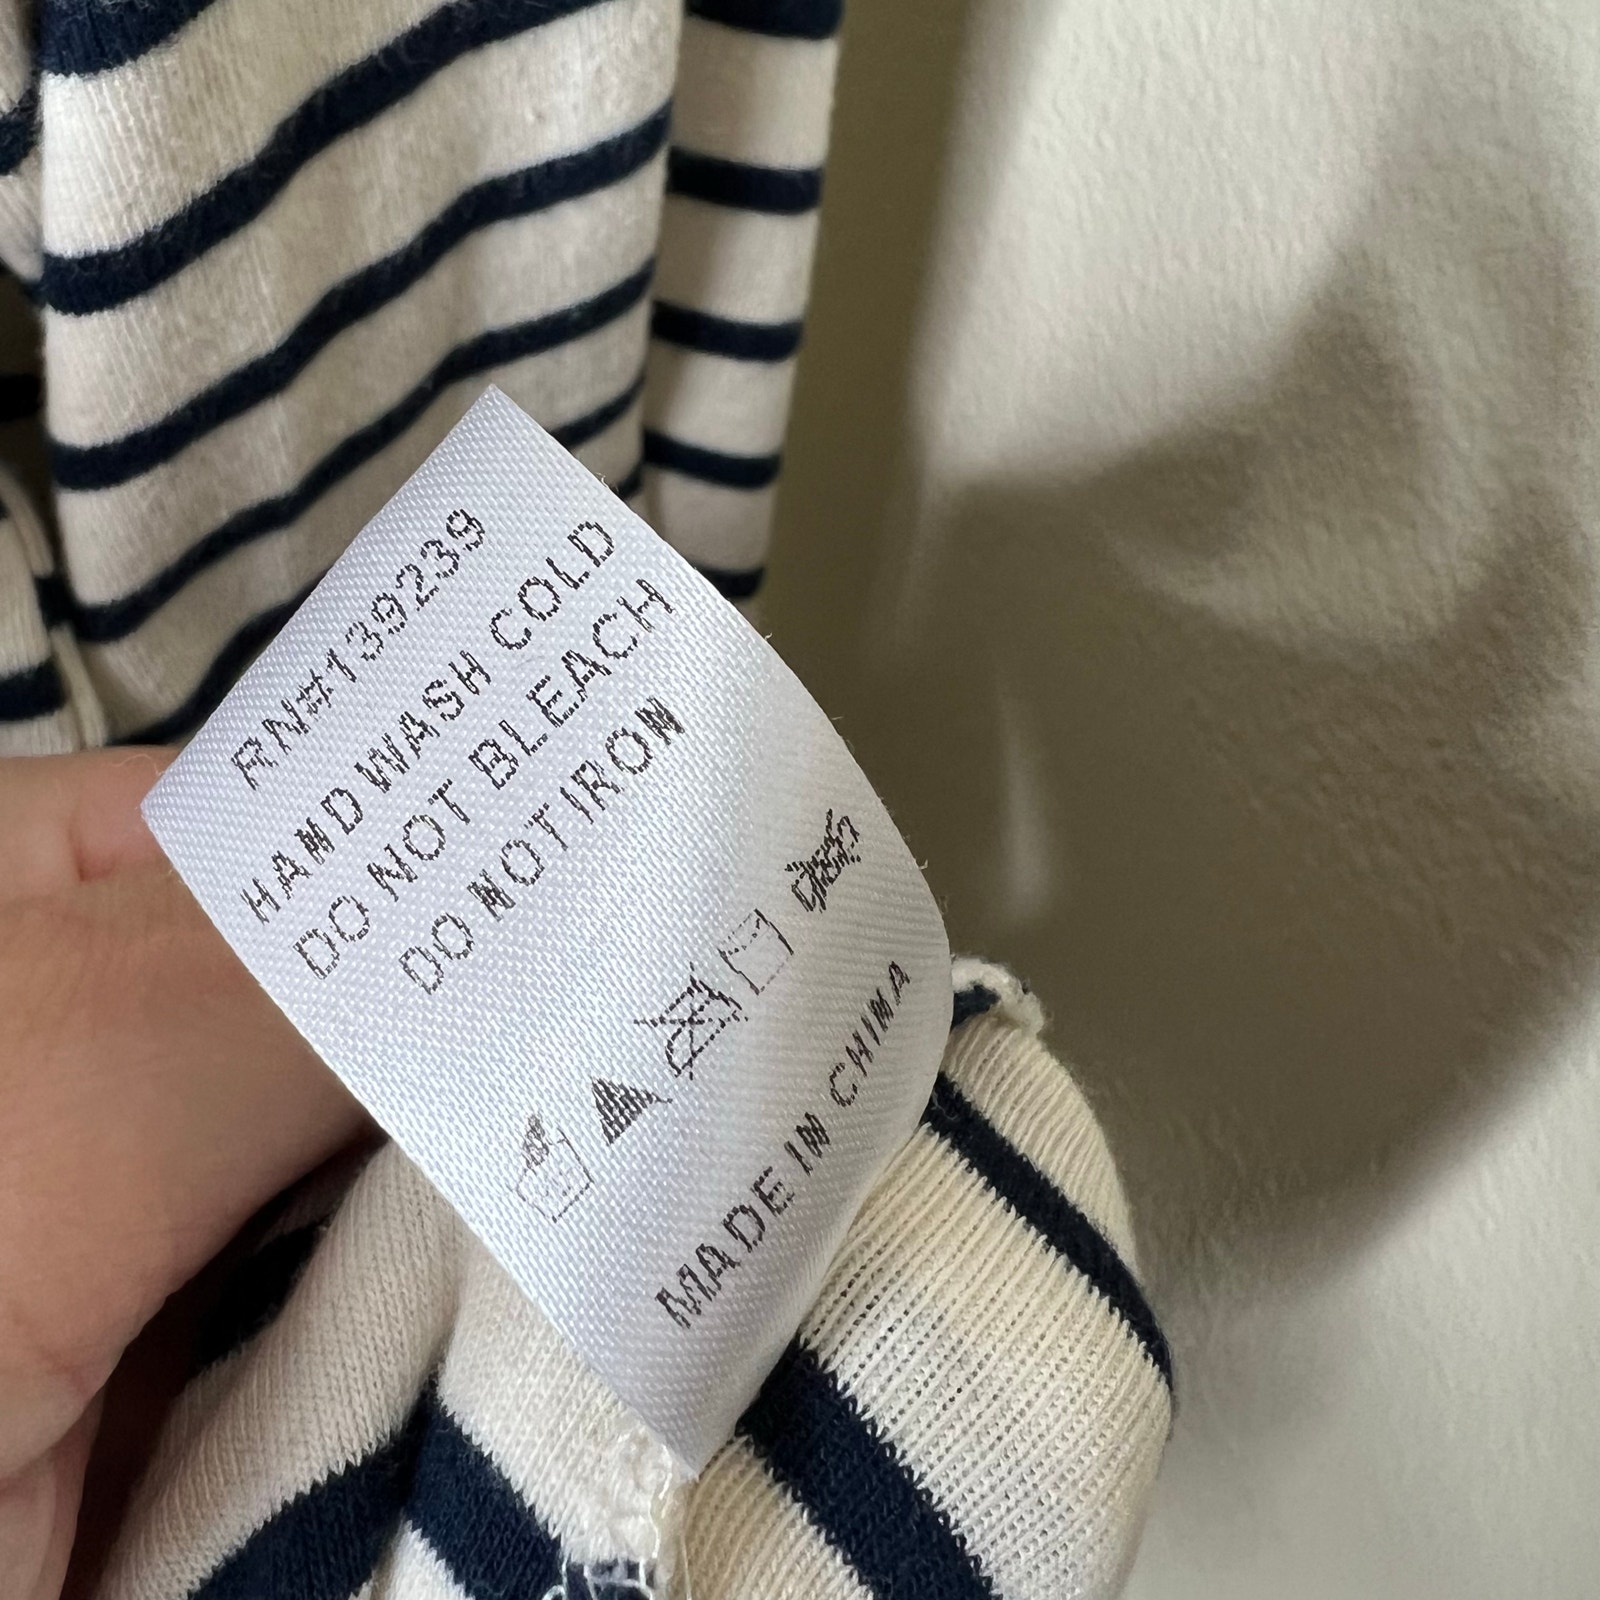 RN#139239
HAND WASH COLD
DO NOT BLEACH
DO NOT IRON
MADE IN CHINA